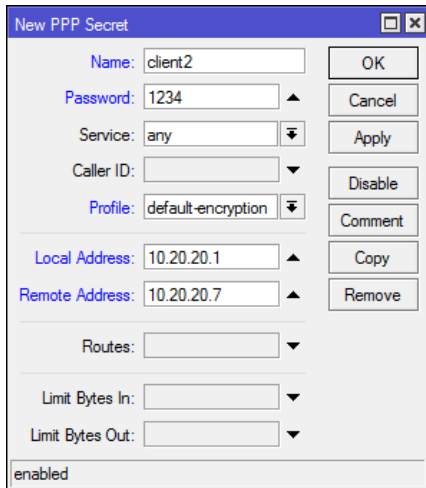 New PPP Secret
Name: client2
OK
Password: 1234
Cancel
Service: any
Apply
Caller ID:
Disable
Profile: default-encryption
Comment
Local Address: 10.20.20.1
Copy
Remote Address: 10.20.20.7
Remove
Routes:
Limit Bytes In:
Limit Bytes Out:
enabled